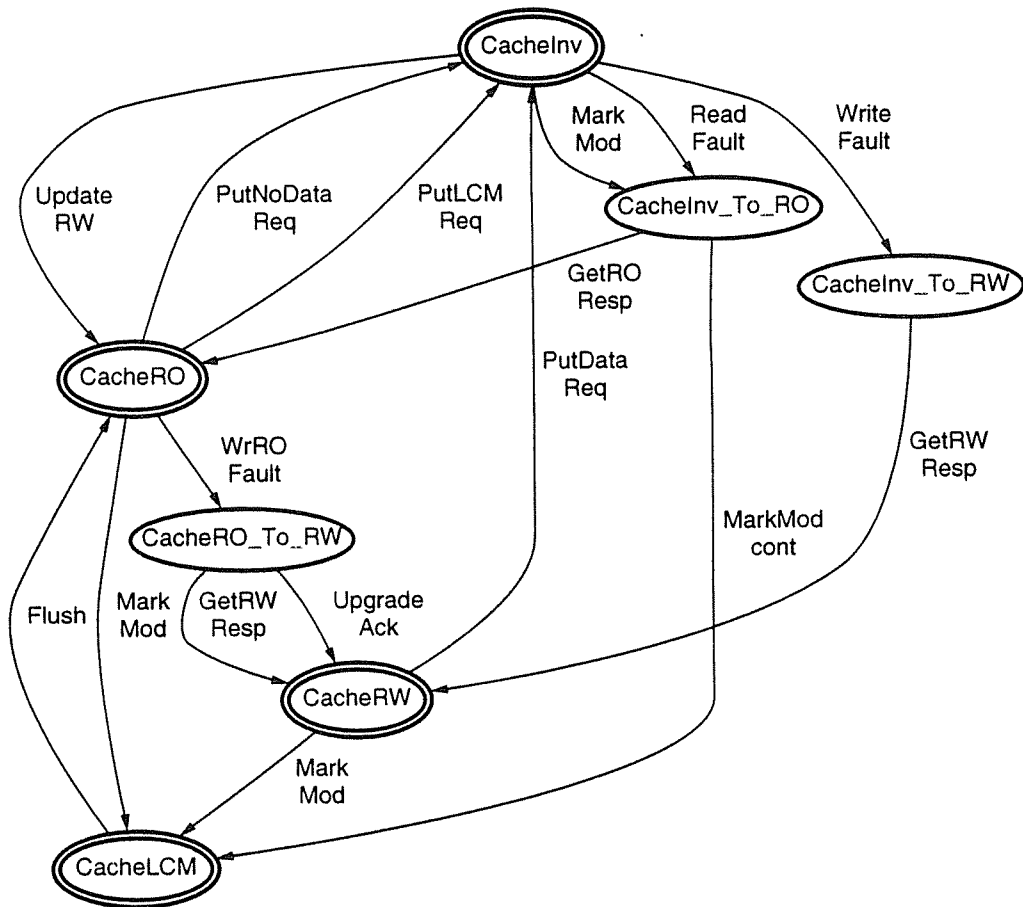 CacheInv
Mark
Mod
Read
Fault
Write
Fault
Update
RW
PutNoData
Req
PutLCM
Req
CacheInv_To_RO
CacheInv_To_RW
GetRO
Resp
CacheRO
PutData
Req
WrRO
Fault
GetRW
Resp
CacheRO_To_RW
MarkMod
cont
Flush
Mark
Mod
GetRW
Resp
Upgrade
Ack
CacheRW
Mark
Mod
CacheLCM